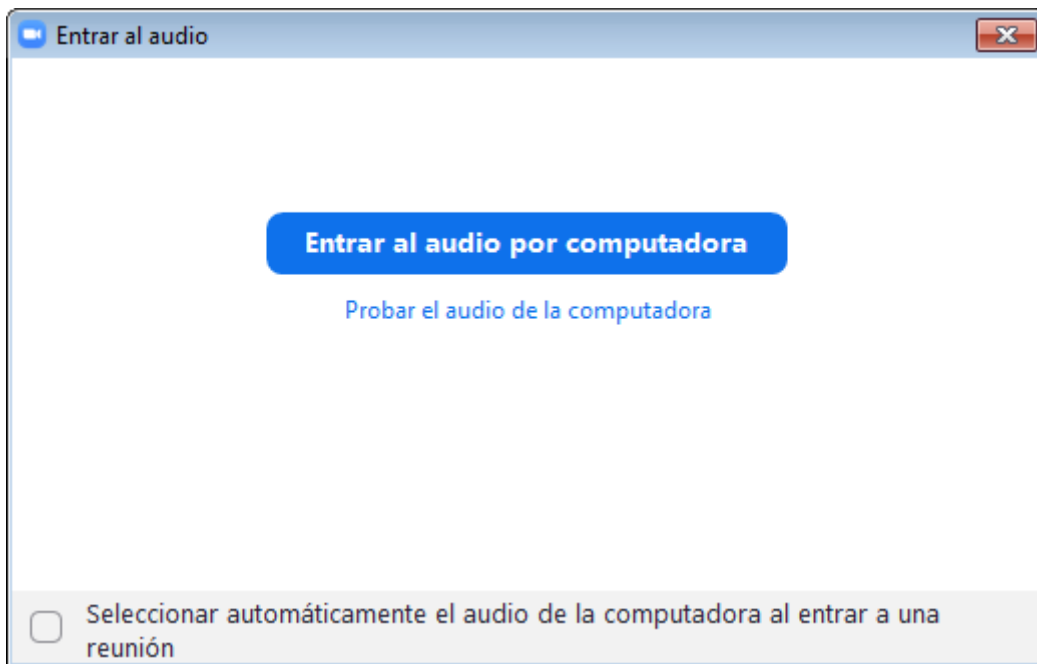 Entrar al audio
Entrar al audio por computadora
Probar el audio de la computadora
Seleccionar automáticamente el audio de la computadora al entrar a una
reunión